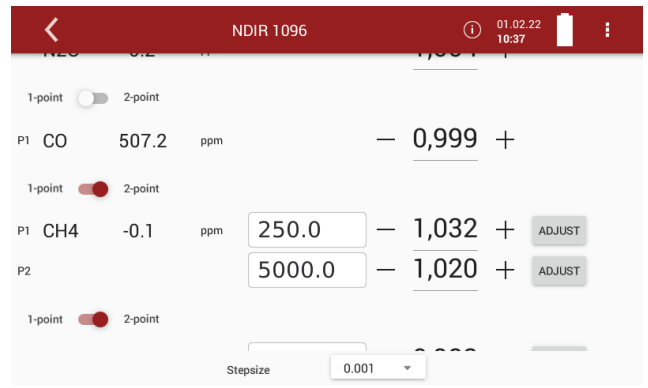 NDIR 1096
01.02.22
10:37
1-point 2-point
P1 CO 507.2 ppm — 0,999 +
1-point 2-point
P1 CH4 -0.1 ppm 250.0 — 1,032 + ADJUST
P2 5000.0 — 1,020 + ADJUST
1-point 2-point
Stepsize 0.001